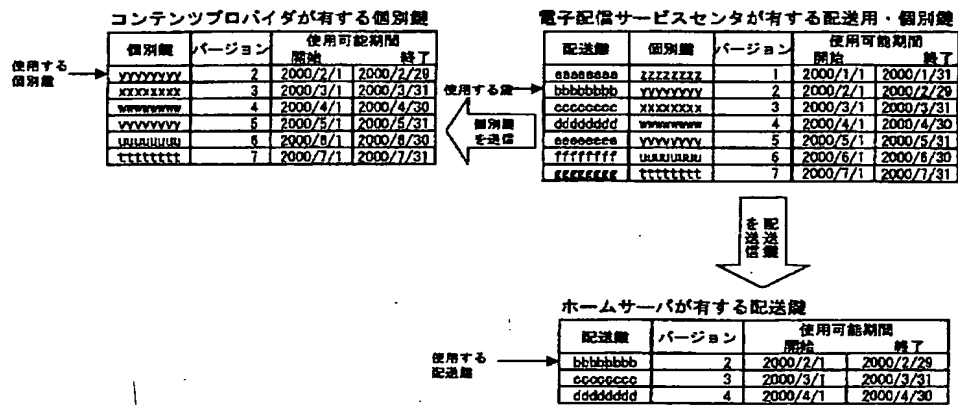 コンテンツプロバイダが有する個別鍵
個別鍵 バージョン 使用可能期間
開始 終了
使用する
個別鍵
yyyyyyyy 2 2000/2/1 2000/2/29
xxxxxxxx 3 2000/3/1 2000/3/31
wwwwwwww 4 2000/4/1 2000/4/30
vvvvvvvv 5 2000/5/1 2000/5/31
uuuuuuuu 6 2000/6/1 2000/6/30
tttttttt 7 2000/7/1 2000/7/31
電子配信サービスセンタが有する配送用・個別鍵
配送鍵 個別鍵 バージョン 使用可能期間
開始 終了
使用する鍵
aaaaaaaa zzzzzzzz 1 2000/1/1 2000/1/31
bbbbbbbb yyyyyyyy 2 2000/2/1 2000/2/29
cccccccc xxxxxxxx 3 2000/3/1 2000/3/31
dddddddd wwwwwwww 4 2000/4/1 2000/4/30
eeeeeeee vvvvvvvv 5 2000/5/1 2000/5/31
ffffffff uuuuuuuu 6 2000/6/1 2000/6/30
gggggggg tttttttt 7 2000/7/1 2000/7/31
個別鍵
を送信
配送鍵
を送信
ホームサーバが有する配送鍵
配送鍵 バージョン 使用可能期間
開始 終了
使用する
配送鍵
bbbbbbbb 2 2000/2/1 2000/2/29
cccccccc 3 2000/3/1 2000/3/31
dddddddd 4 2000/4/1 2000/4/30